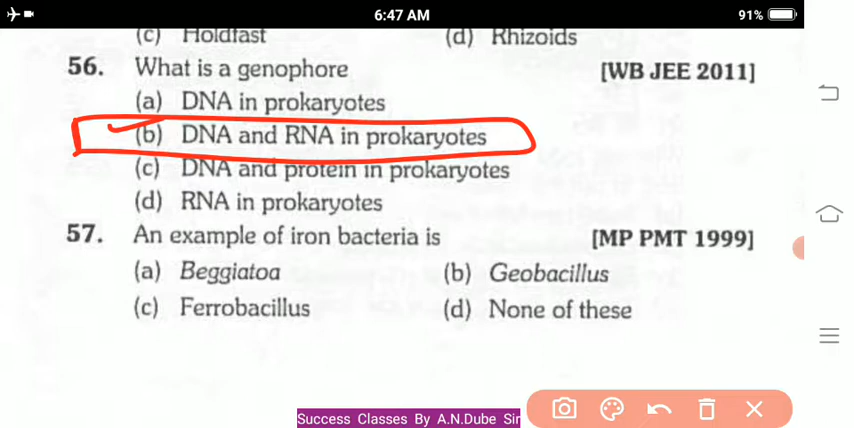 6:47 AM
91%
(c) Holdfast (d) Rhizoids
56. What is a genophore [WB JEE 2011]
(a) DNA in prokaryotes
(b) DNA and RNA in prokaryotes
(c) DNA and protein in prokaryotes
(d) RNA in prokaryotes
57. An example of iron bacteria is [MP PMT 1999]
(a) Beggiatoa (b) Geobacillus
(c) Ferrobacillus (d) None of these
Success Classes By A.N.Dube Sir